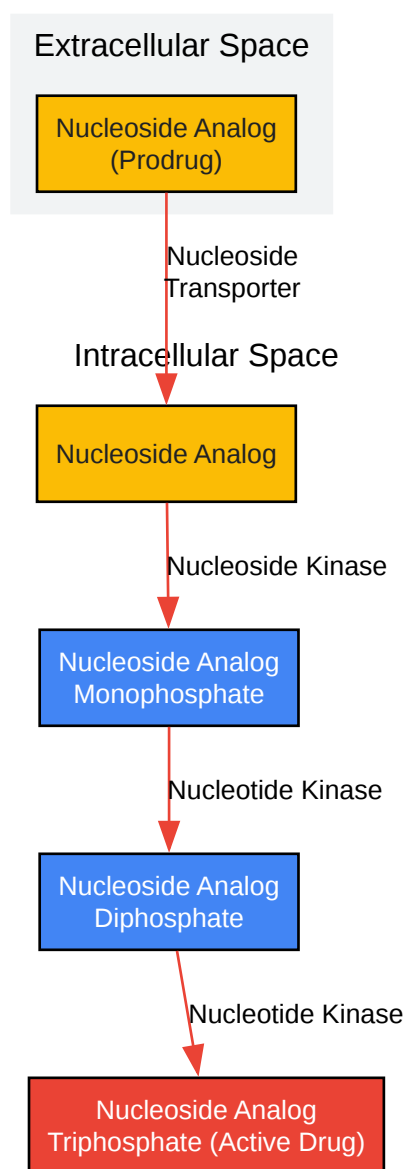 Extracellular Space
Nucleoside Analog
(Prodrug)
Nucleoside
Transporter
Intracellular Space
Nucleoside Analog
Nucleoside Kinase
Nucleoside Analog
Monophosphate
Nucleotide Kinase
Nucleoside Analog
Diphosphate
Nucleotide Kinase
Nucleoside Analog
Triphosphate (Active Drug)